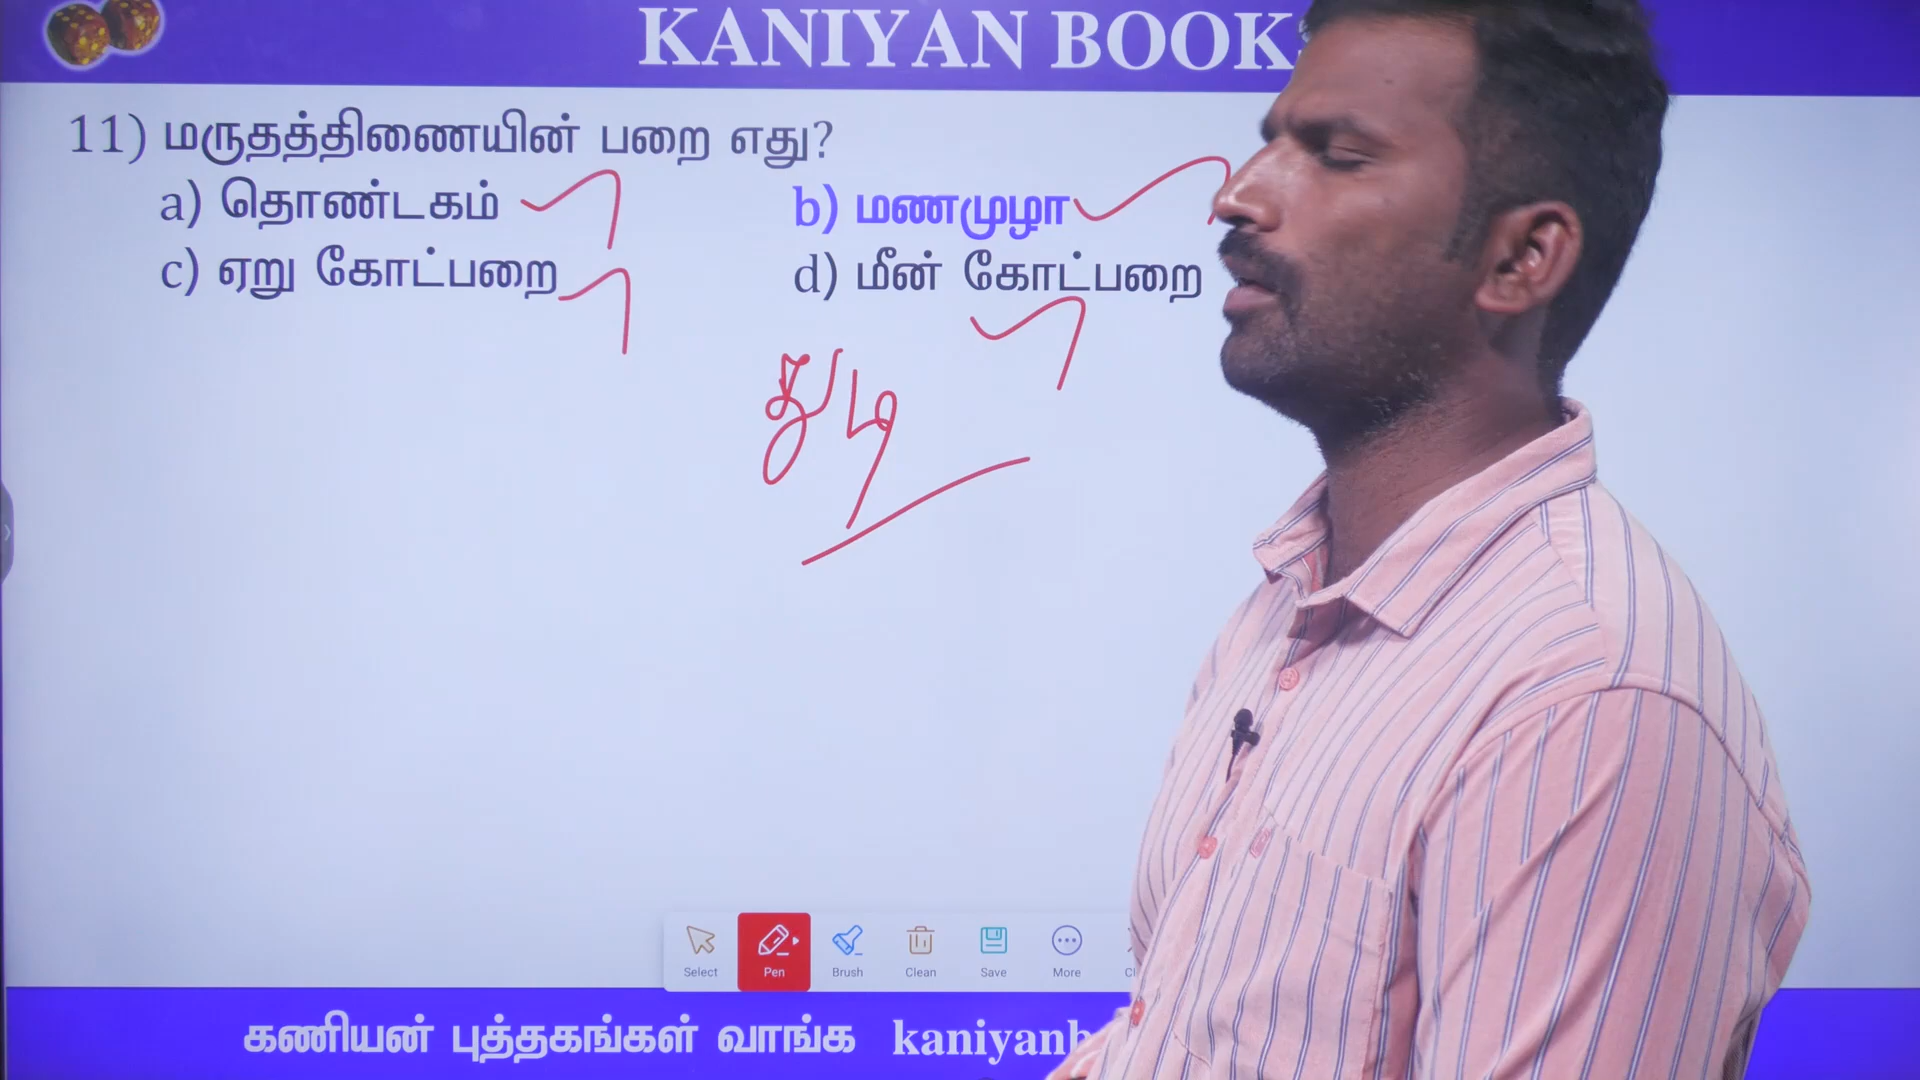 KANIYAN BOOKS
11) மருதத்திணையின் பறை எது?
a) தொண்டகம் b) மணமுழா
c) ஏறு கோட்பறை d) மீன் கோட்பறை
துடி
Select Pen Brush Clean Save More
கணியன் புத்தகங்கள் வாங்க kaniyanb